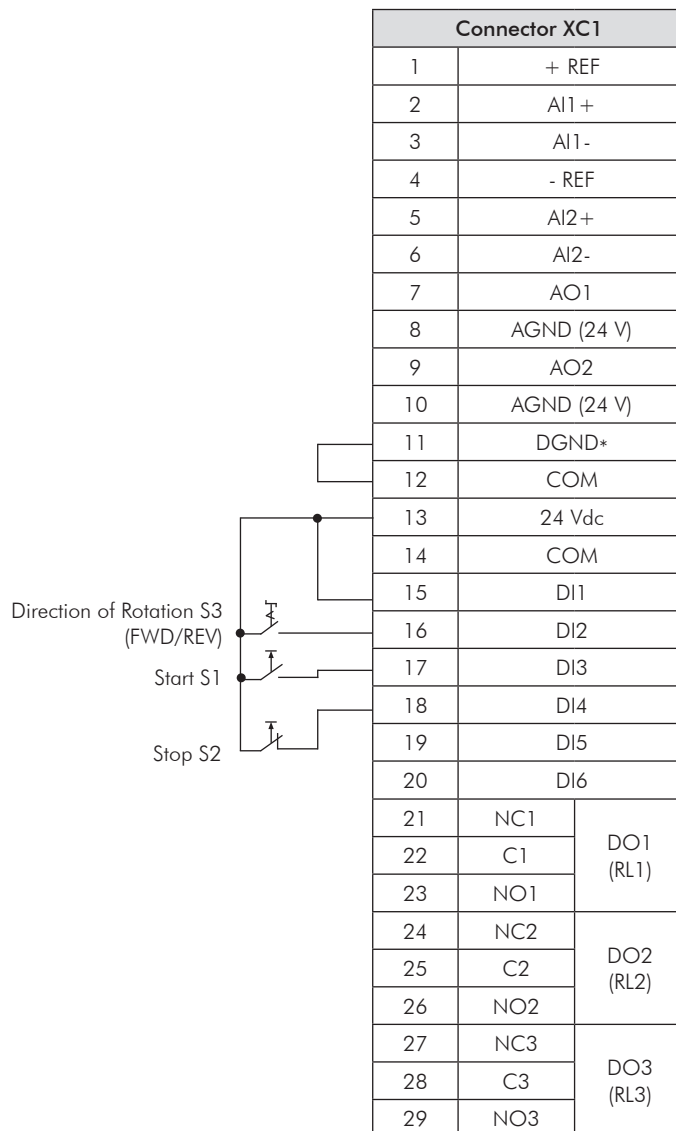 Connector XC1
1 + REF
2 AI1+
3 AI1-
4 - REF
5 AI2+
6 AI2-
7 AO1
8 AGND (24 V)
9 AO2
10 AGND (24 V)
11 DGND*
12 COM
13 24 Vdc
14 COM
15 DI1
Direction of Rotation S3
(FWD/REV)
16 DI2
Start S1
17 DI3
18 DI4
Stop S2
19 DI5
20 DI6
21 NC1
22 C1
23 NO1
DO1
(RL1)
24 NC2
25 C2
26 NO2
DO2
(RL2)
27 NC3
28 C3
29 NO3
DO3
(RL3)